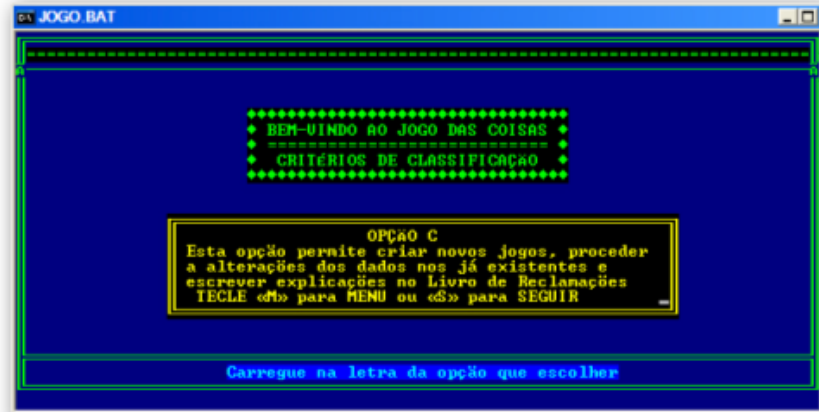 JOGO.BAT
BEM-VINDO AO JOGO DAS COISAS
============================
CRITÉRIOS DE CLASSIFICAÇäO
OPÇäO C
Esta opção permite criar novos jogos, proceder
a alterações dos dados nos já existentes e
escrever explicações no Livro de Reclamações
TECLE «M» para MENU ou «S» para SEGUIR
Carregue na letra da opção que escolher